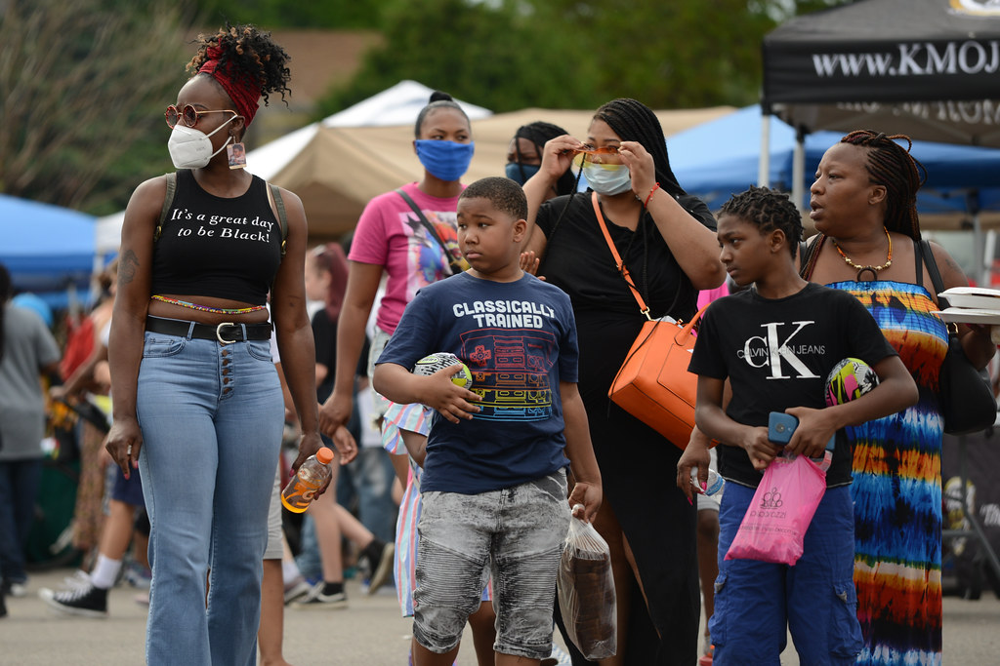 www.KMOJ
It's a great day
to be Black!
CLASSICALLY
TRAINED
CK
CALVIN KLEIN JEANS